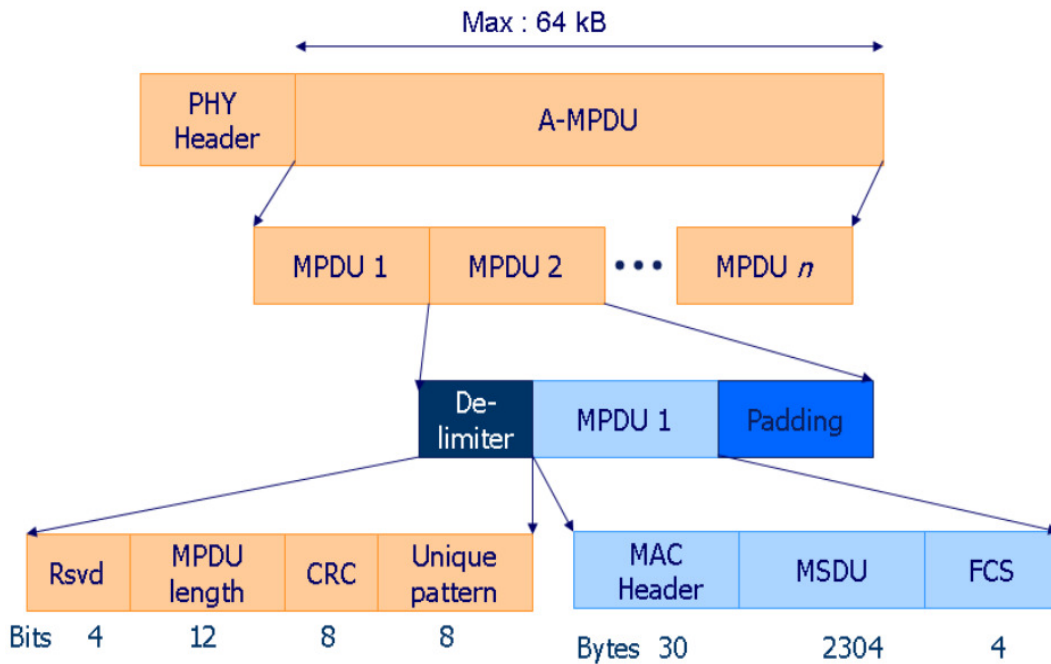 Max : 64 kB
PHY
Header
A-MPDU
MPDU 1
MPDU 2
MPDU n
De-
limiter
MPDU 1
Padding
Rsvd
MPDU
length
CRC
Unique
pattern
MAC
Header
MSDU
FCS
Bits 4 12 8 8
Bytes 30 2304 4